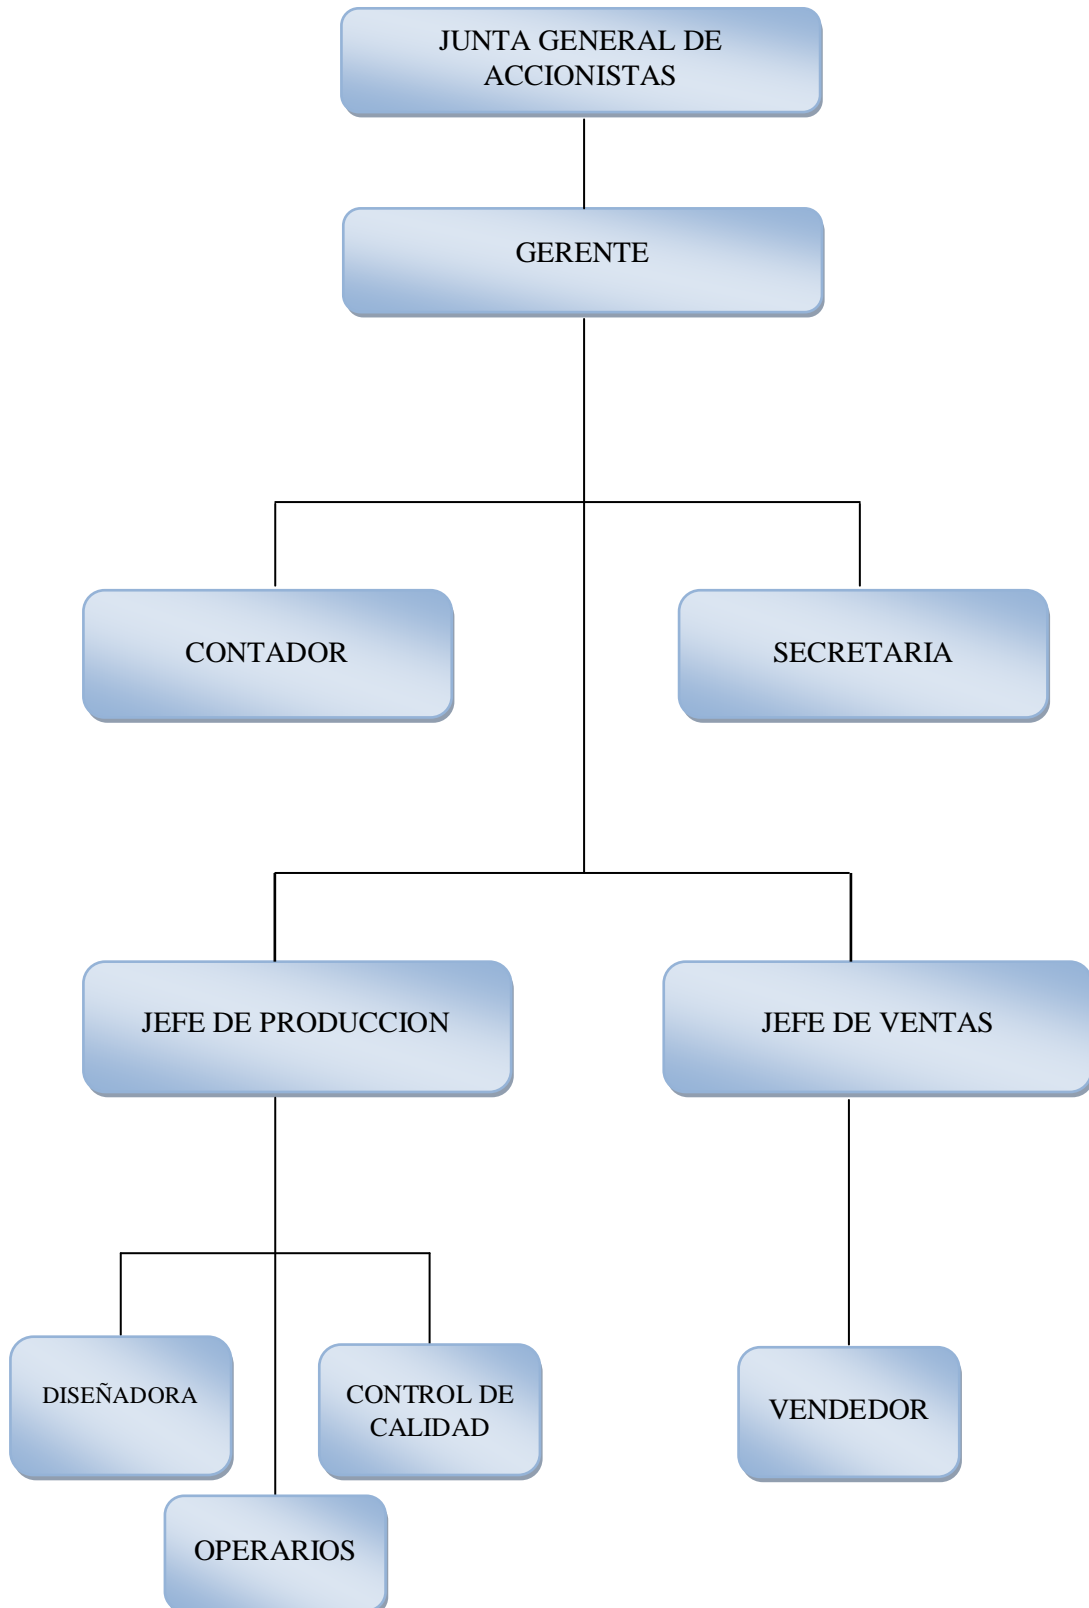 JUNTA GENERAL DE
ACCIONISTAS
GERENTE
CONTADOR
SECRETARIA
JEFE DE PRODUCCION
JEFE DE VENTAS
DISEÑADORA
CONTROL DE
CALIDAD
VENDEDOR
OPERARIOS